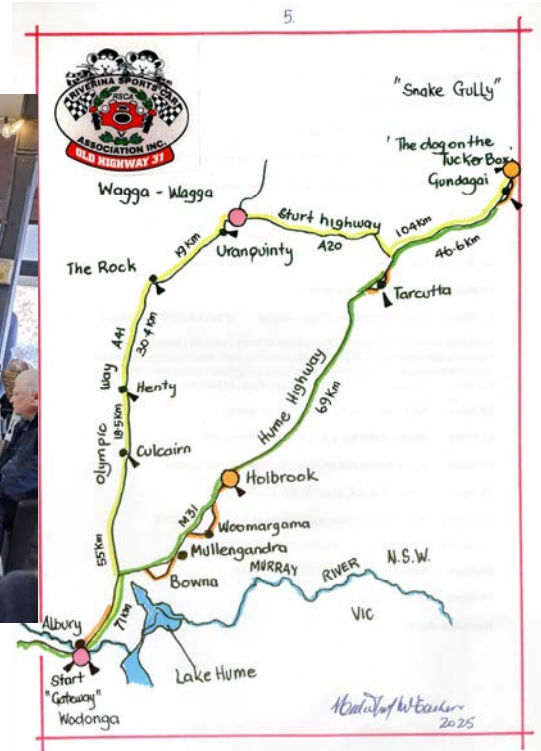 5.
RIVERINA SPORTS CAR
RSCA
ASSOCIATION INC.
OLD HIGHWAY 31
"Snake Gully"
'The dog on the
Tucker Box.'
Gundagai
Wagga - Wagga
Sturt highway
A20
104 Km
46.6 Km
Uranquinty
19 Km
The Rock
Tarcutta
30.4 Km
Olympic Way A41
Henty
Hume Highway
69 Km
18.5 Km
Culcairn
Holbrook
M31
Woomargama
Mullengandra
Bowna
55 Km
71 Km
MURRAY RIVER
N.S.W.
VIC
Albury
Lake Hume
Start
"Gateway"
Wodonga
2025